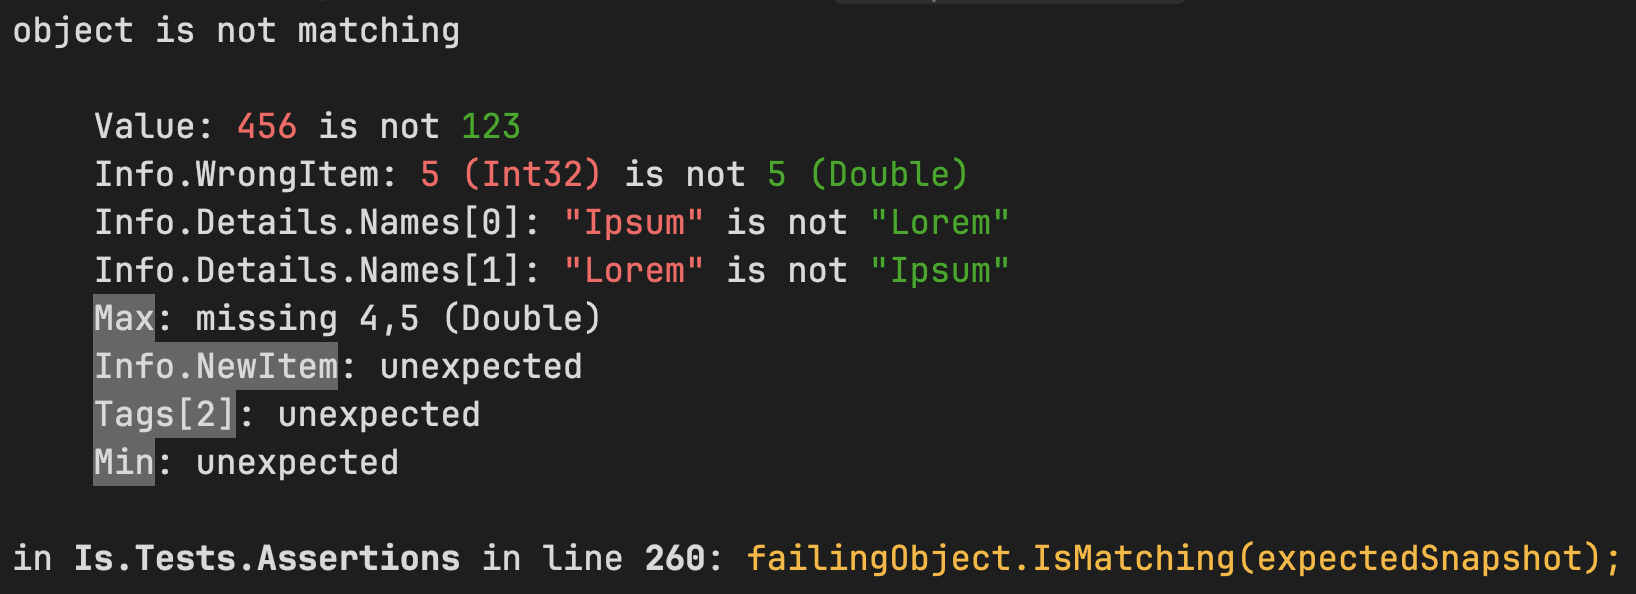 object is not matching
Value: 456 is not 123
Info.WrongItem: 5 (Int32) is not 5 (Double)
Info.Details.Names[0]: "Ipsum" is not "Lorem"
Info.Details.Names[1]: "Lorem" is not "Ipsum"
Max: missing 4,5 (Double)
Info.NewItem: unexpected
Tags[2]: unexpected
Min: unexpected
in Is.Tests.Assertions in line 260: failingObject.IsMatching(expectedSnapshot);